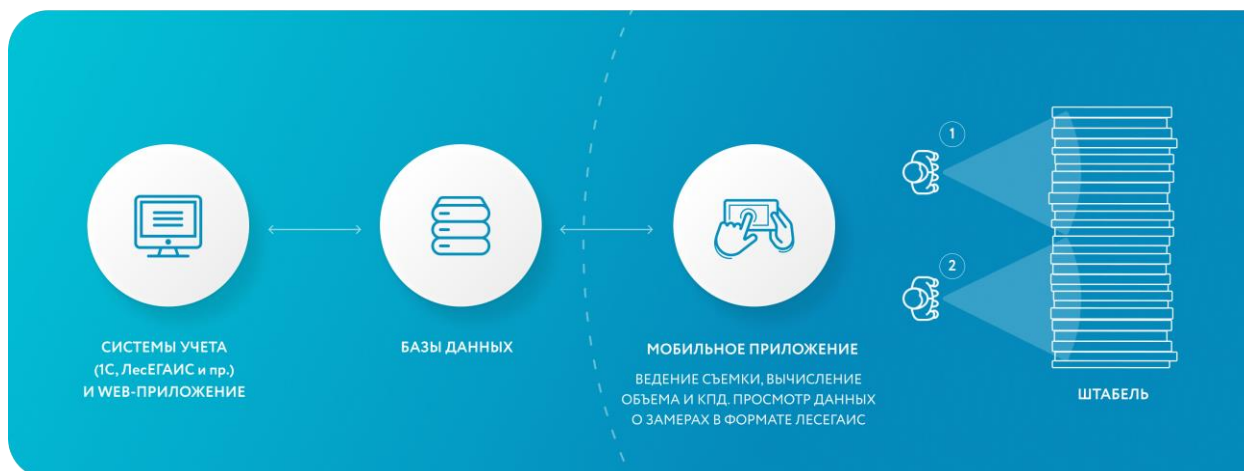 СИСТЕМЫ УЧЕТА
(1С, ЛесЕГАИС и пр.)
И WEB-ПРИЛОЖЕНИЕ
БАЗЫ ДАННЫХ
МОБИЛЬНОЕ ПРИЛОЖЕНИЕ
ВЕДЕНИЕ СЪЕМКИ, ВЫЧИСЛЕНИЕ
ОБЪЕМА И КПД. ПРОСМОТР ДАННЫХ
О ЗАМЕРАХ В ФОРМАТЕ ЛЕСЕГАИС
1
2
ШТАБЕЛЬ